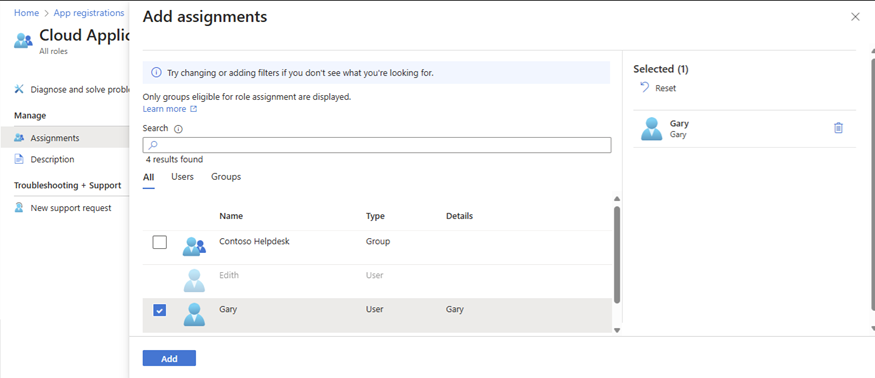 Home > App registrations
Cloud Applic
All roles
Diagnose and solve proble
Manage
Assignments
Description
Troubleshooting + Support
New support request
Add assignments
Try changing or adding filters if you don't see what you're looking for.
Only groups eligible for role assignment are displayed.
Learn more
Search
4 results found
All Users Groups
Name Type Details
Contoso Helpdesk Group
Edith User
Gary User Gary
Add
Selected (1)
Reset
Gary
Gary